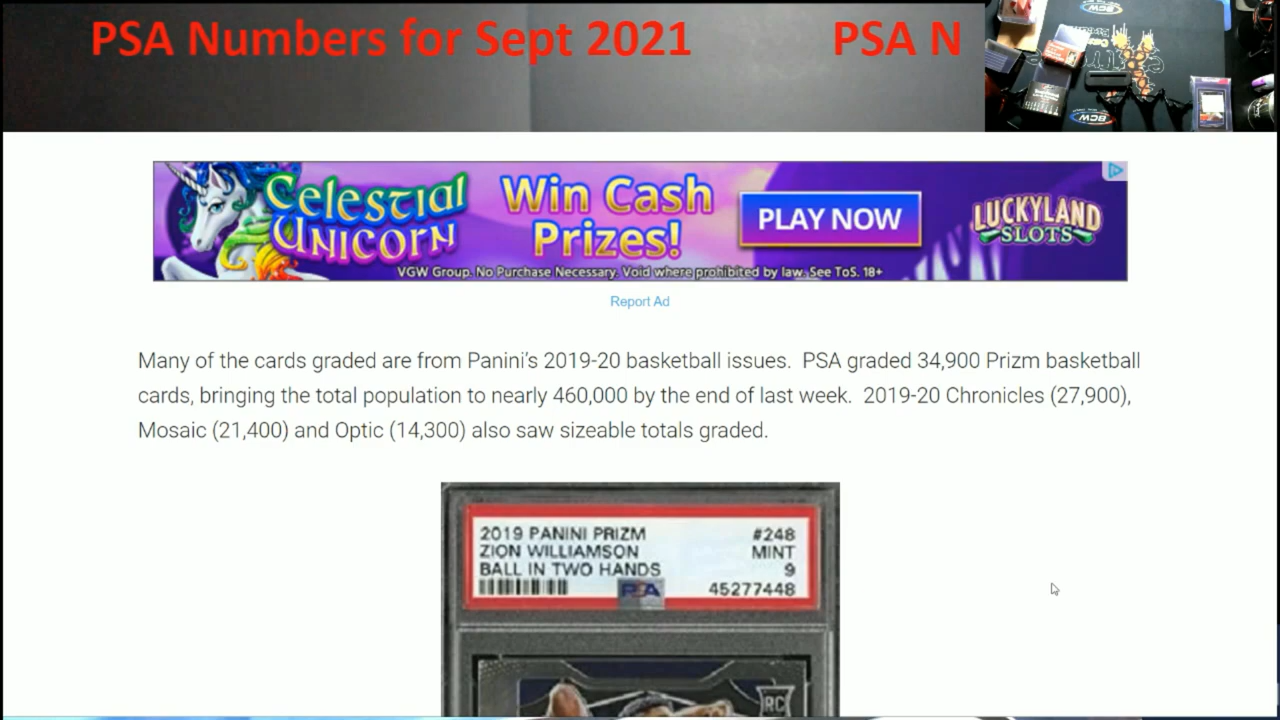 PSA Numbers for Sept 2021 PSA N
BCW
BCW
Celestial
Unicorn
Win Cash
Prizes!
PLAY NOW
LUCKYLAND
SLOTS
VGW Group. No Purchase Necessary. Void where prohibited by law. See ToS. 18+
Report Ad
Many of the cards graded are from Panini's 2019-20 basketball issues. PSA graded 34,900 Prizm basketball
cards, bringing the total population to nearly 460,000 by the end of last week. 2019-20 Chronicles (27,900),
Mosaic (21,400) and Optic (14,300) also saw sizeable totals graded.
2019 PANINI PRIZM #248
ZION WILLIAMSON MINT
BALL IN TWO HANDS 9
PSA 45277448
RC